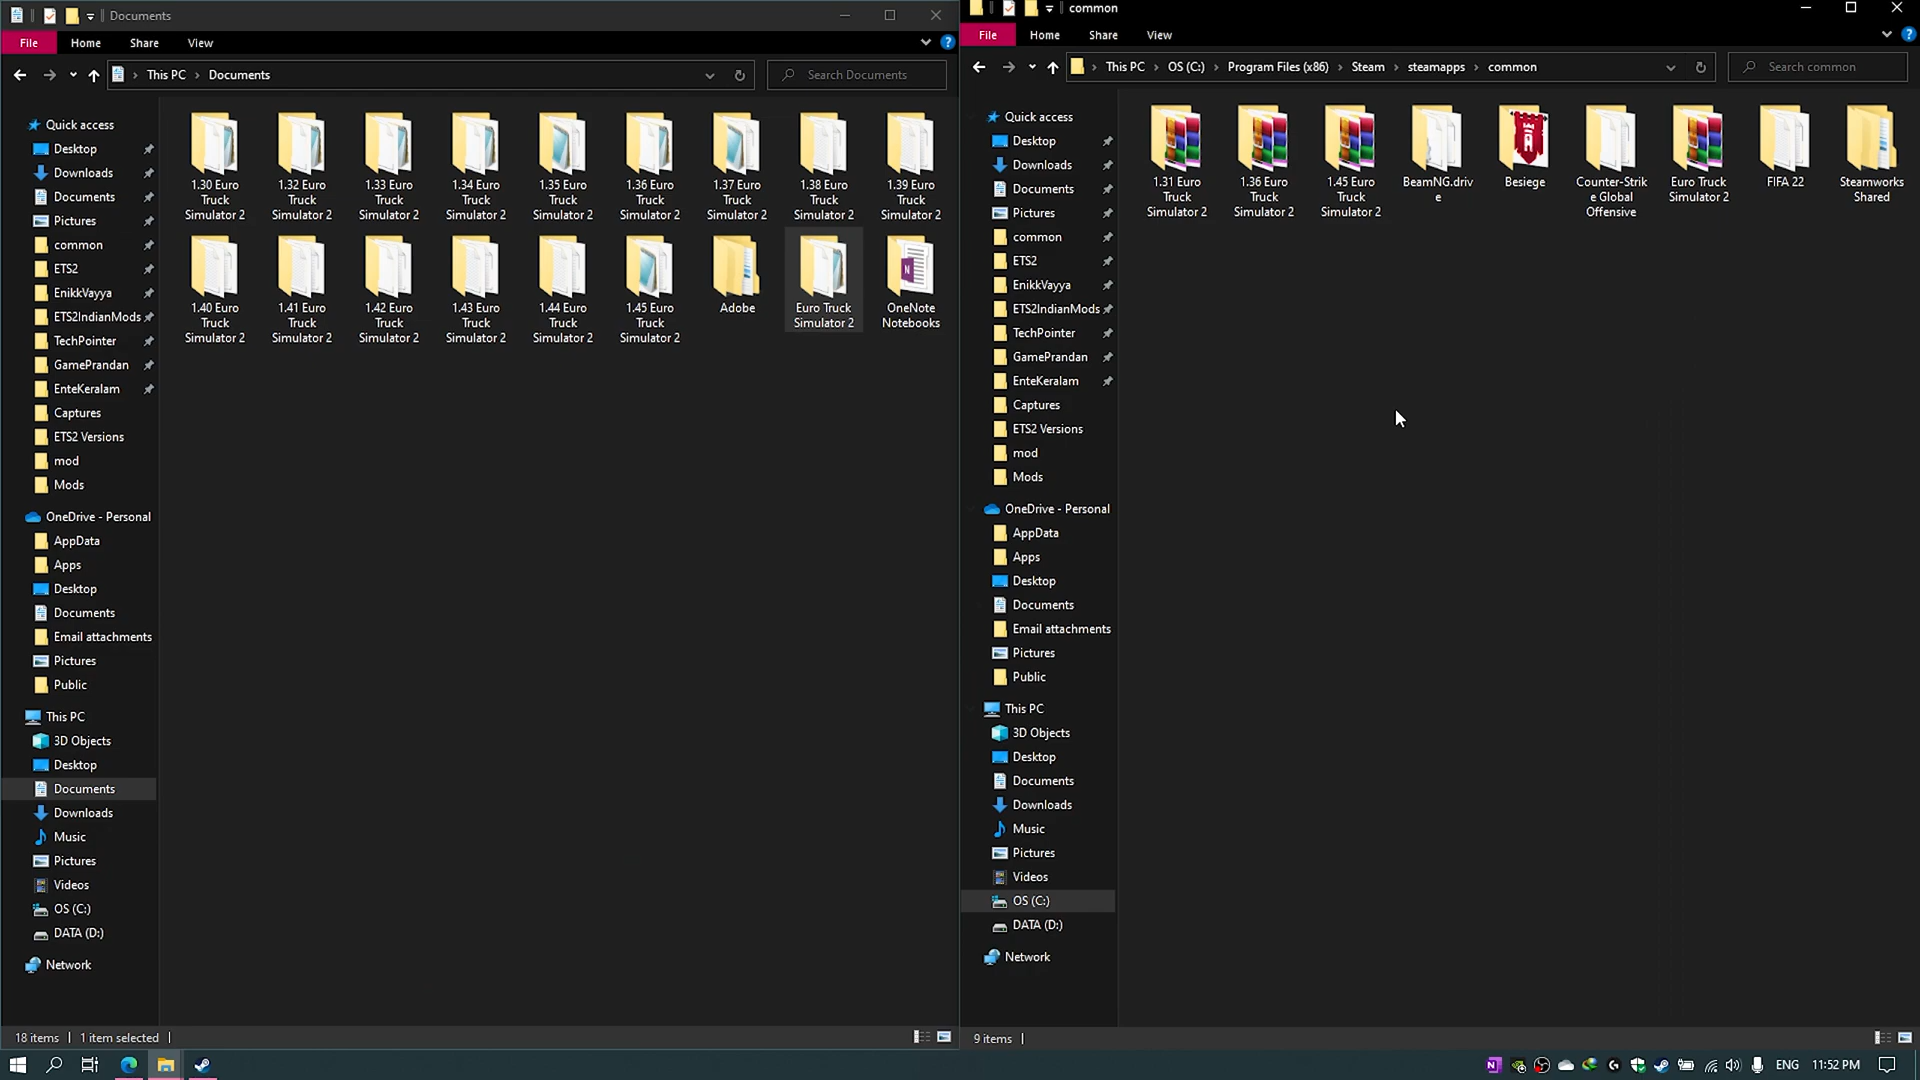 Documents
File Home Share View
This PC Documents
Search Documents
Quick access
Desktop
Downloads
Documents
Pictures
common
ETS2
EnikkVayya
ETS2IndianMods
TechPointer
GamePrandan
EnteKeralam
Captures
ETS2 Versions
mod
Mods
OneDrive - Personal
AppData
Apps
Desktop
Documents
Email attachments
Pictures
Public
This PC
3D Objects
Desktop
Documents
Downloads
Music
Pictures
Videos
OS (C:)
DATA (D:)
Network
1.30 Euro
Truck
Simulator 2
1.32 Euro
Truck
Simulator 2
1.33 Euro
Truck
Simulator 2
1.34 Euro
Truck
Simulator 2
1.35 Euro
Truck
Simulator 2
1.36 Euro
Truck
Simulator 2
1.37 Euro
Truck
Simulator 2
1.38 Euro
Truck
Simulator 2
1.39 Euro
Truck
Simulator 2
1.40 Euro
Truck
Simulator 2
1.41 Euro
Truck
Simulator 2
1.42 Euro
Truck
Simulator 2
1.43 Euro
Truck
Simulator 2
1.44 Euro
Truck
Simulator 2
1.45 Euro
Truck
Simulator 2
Adobe
Euro Truck
Simulator 2
N
OneNote
Notebooks
18 items 1 item selected
common
File Home Share View
This PC OS (C:) Program Files (x86) Steam steamapps common
Search common
Quick access
Desktop
Downloads
Documents
Pictures
common
ETS2
EnikkVayya
ETS2IndianMods
TechPointer
GamePrandan
EnteKeralam
Captures
ETS2 Versions
mod
Mods
OneDrive - Personal
AppData
Apps
Desktop
Documents
Email attachments
Pictures
Public
This PC
3D Objects
Desktop
Documents
Downloads
Music
Pictures
Videos
OS (C:)
DATA (D:)
Network
1.31 Euro
Truck
Simulator 2
1.36 Euro
Truck
Simulator 2
1.45 Euro
Truck
Simulator 2
BeamNG.driv
e
Besiege
Counter-Strik
e Global
Offensive
Euro Truck
Simulator 2
FIFA 22
Steamworks
Shared
9 items
N
ENG 11:52 PM